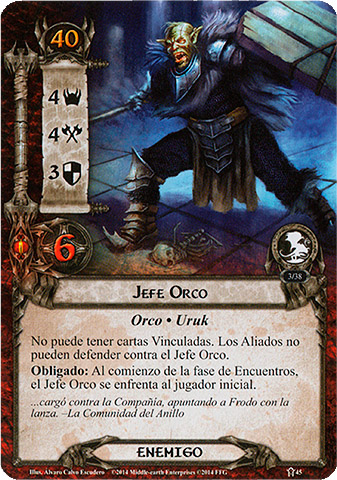 40
4
4
3
6
3/38
Jefe Orco
Orco • Uruk
No puede tener cartas Vinculadas. Los Aliados no
pueden defender contra el Jefe Orco.
Obligado: Al comienzo de la fase de Encuentros,
el Jefe Orco se enfrenta al jugador inicial.
...cargó contra la Compañía, apuntando a Frodo con la
lanza. –La Comunidad del Anillo
ENEMIGO
Illus. Álvaro Calvo Escudero ©2014 Middle-earth Enterprises ©2014 FFG 45